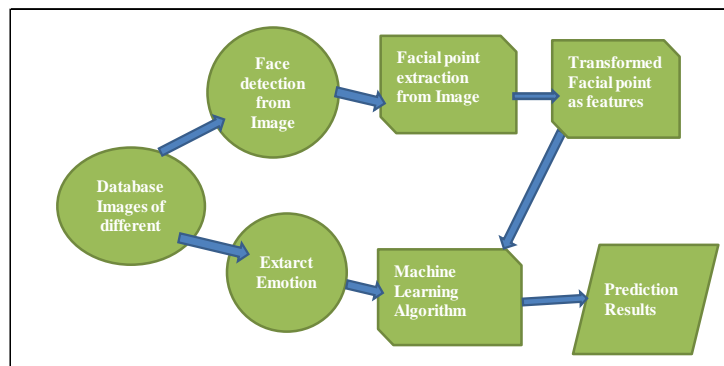 Face
detection
from
Image
Facial point
extraction
from Image
Transformed
Facial point
as features
Database
Images of
different
Extarct
Emotion
Machine
Learning
Algorithm
Prediction
Results